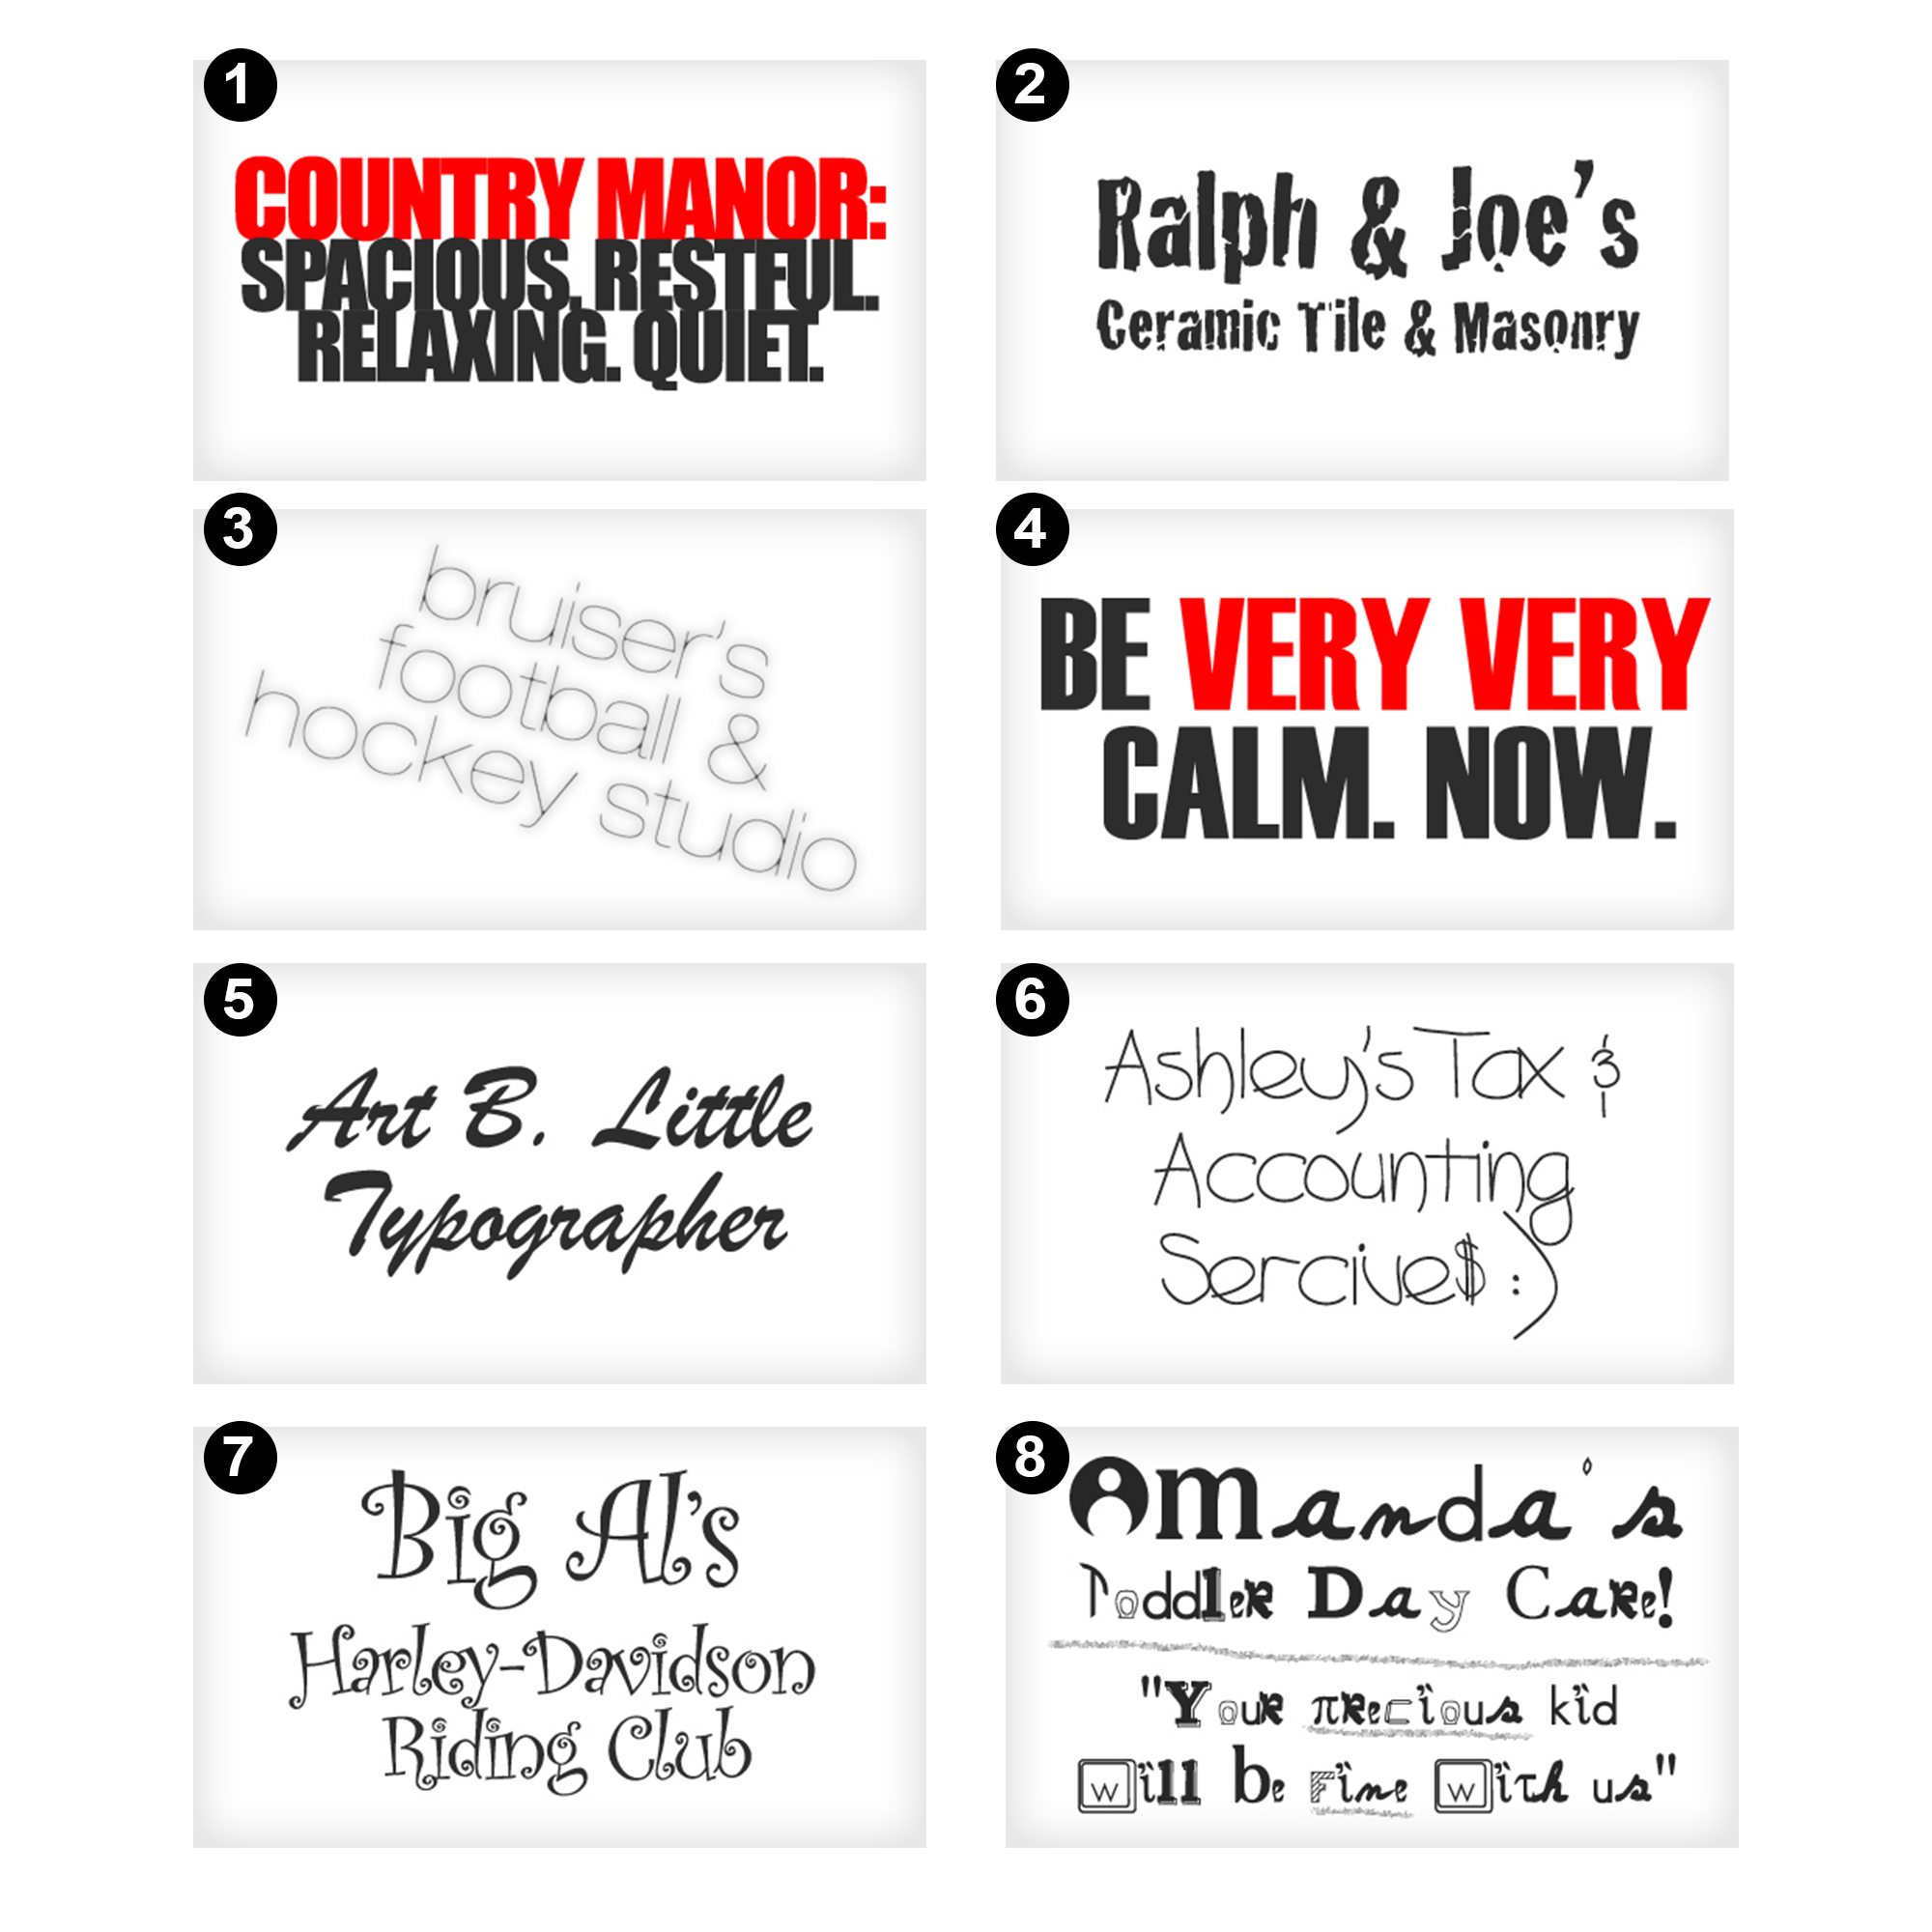 1
COUNTRY MANOR:
SPACIOUS. RESTFUL.
RELAXING. QUIET.
2
Ralph & Joe's
Ceramic Tile & Masonry
3
bruiser's
football &
hockey studio
4
BE VERY VERY
CALM. NOW.
5
Art B. Little
Typographer
6
Ashley's Tax &
Accounting
Sercive$ :)
7
Big Al's
Harley-Davidson
Riding Club
8
amanda's
Toddler Day Care!
"Your πrecious kid
will be fine with us"